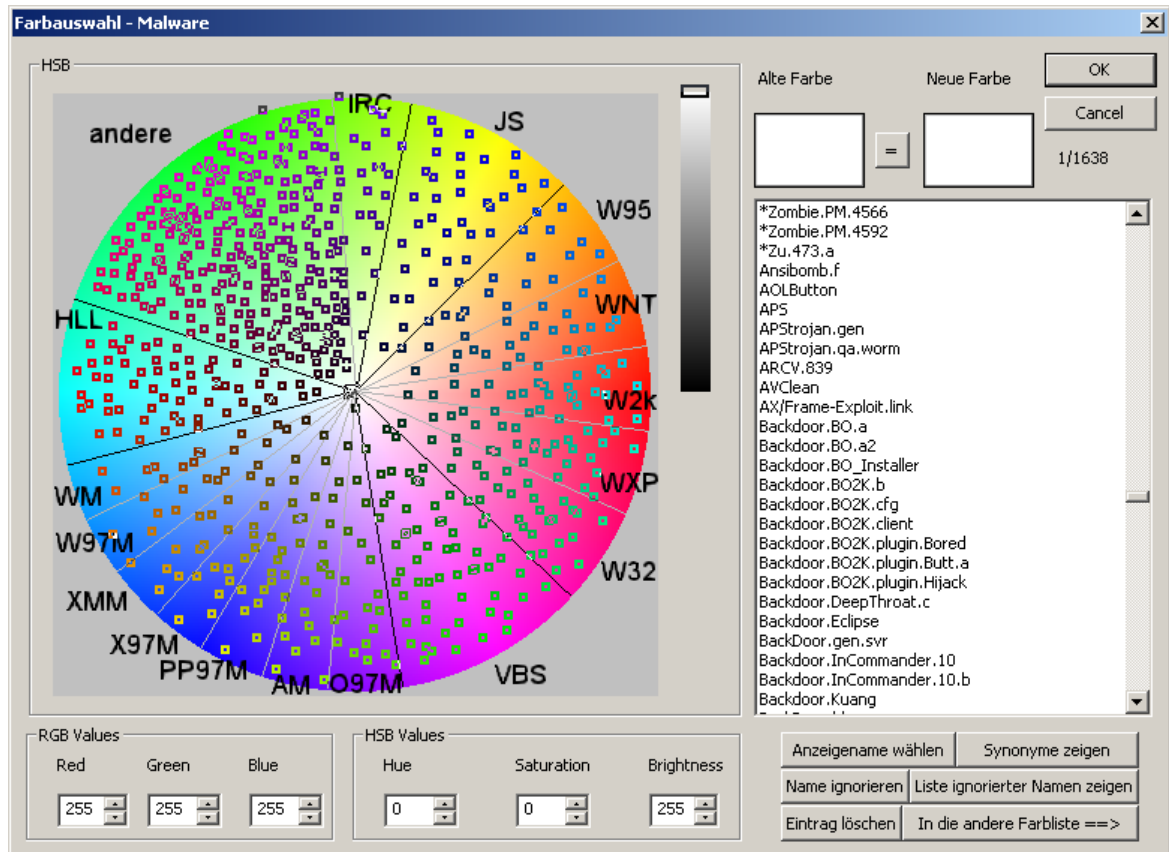 Farbauswahl - Malware
HSB
andere
IRC
JS
W95
WNT
W2k
WXP
W32
VBS
O97M
AM
PP97M
X97M
XMM
W97M
WM
HLL
Alte Farbe
Neue Farbe
=
OK
Cancel
1/1638
*Zombie.PM.4566
*Zombie.PM.4592
*Zu.473.a
Ansibomb.f
AOLButton
APS
APStrojan.gen
APStrojan.qa.worm
ARCV.839
AVClean
AX/Frame-Exploit.link
Backdoor.BO.a
Backdoor.BO.a2
Backdoor.BO_Installer
Backdoor.BO2K.b
Backdoor.BO2K.cfg
Backdoor.BO2K.client
Backdoor.BO2K.plugin.Bored
Backdoor.BO2K.plugin.Butt.a
Backdoor.BO2K.plugin.Hijack
Backdoor.DeepThroat.c
Backdoor.Eclipse
BackDoor.gen.svr
Backdoor.InCommander.10
Backdoor.InCommander.10.b
Backdoor.Kuang
RGB Values
Red Green Blue
255 255 255
HSB Values
Hue Saturation Brightness
0 0 255
Anzeigename wählen Synonyme zeigen
Name ignorieren Liste ignorierter Namen zeigen
Eintrag löschen In die andere Farbliste ==>